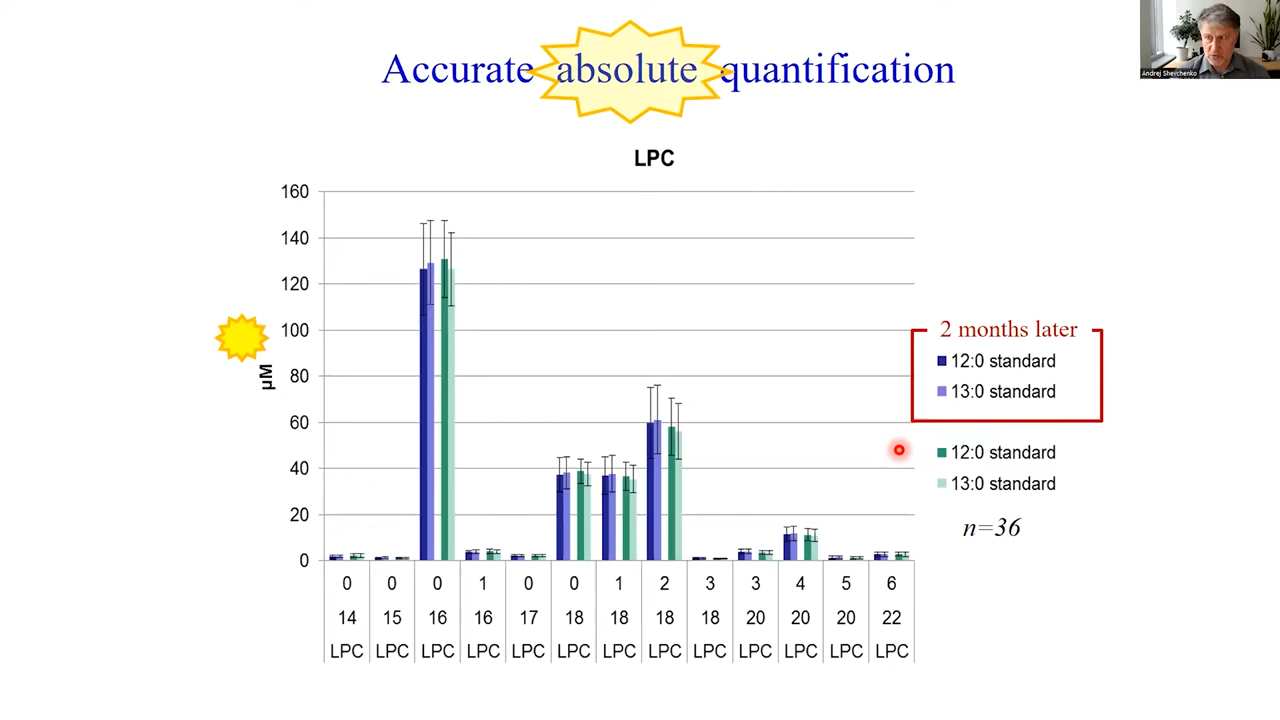 Accurate absolute quantification
Andrej Shevchenko
LPC
160
140
120
100
80
60
40
20
0
µM
2 months later
12:0 standard
13:0 standard
12:0 standard
13:0 standard
n=36
0 0 0 1 0 0 1 2 3 3 4 5 6
14 15 16 16 17 18 18 18 18 20 20 20 22
LPC LPC LPC LPC LPC LPC LPC LPC LPC LPC LPC LPC LPC